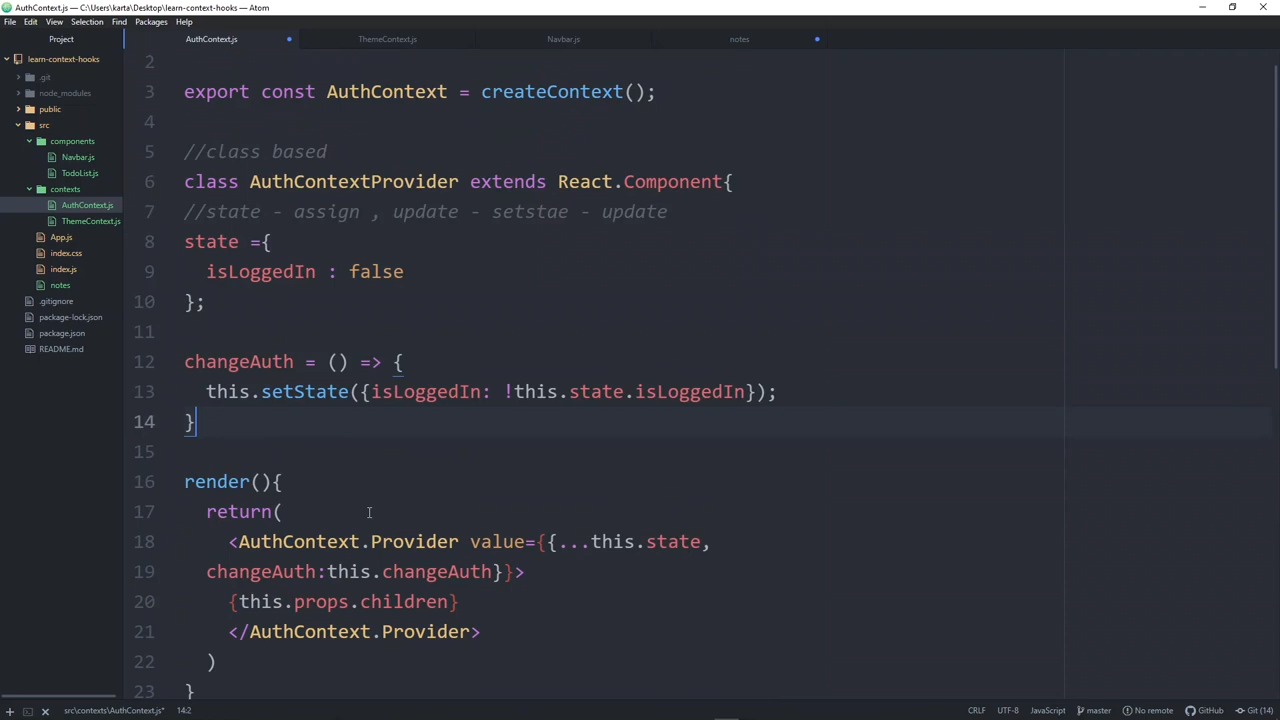 AuthContext.js — C:\Users\karta\Desktop\learn-context-hooks — Atom
File Edit View Selection Find Packages Help
Project
AuthContext.js
ThemeContext.js
Navbar.js
notes
learn-context-hooks
.git
node_modules
public
src
components
Navbar.js
TodoList.js
contexts
AuthContext.js
ThemeContext.js
App.js
index.css
index.js
notes
.gitignore
package-lock.json
package.json
README.md
2
3 export const AuthContext = createContext();
4
5 //class based
6 class AuthContextProvider extends React.Component{
7 //state - assign , update - setstae - update
8 state ={
9 isLoggedIn : false
10 };
11
12 changeAuth = () => {
13 this.setState({isLoggedIn: !this.state.isLoggedIn});
14 }
15
16 render(){
17 return(
18 <AuthContext.Provider value={{...this.state,
19 changeAuth:this.changeAuth}}>
20 {this.props.children}
21 </AuthContext.Provider>
22 )
23 }
src\contexts\AuthContext.js* 14:2
CRLF UTF-8 JavaScript master No remote GitHub Git (14)